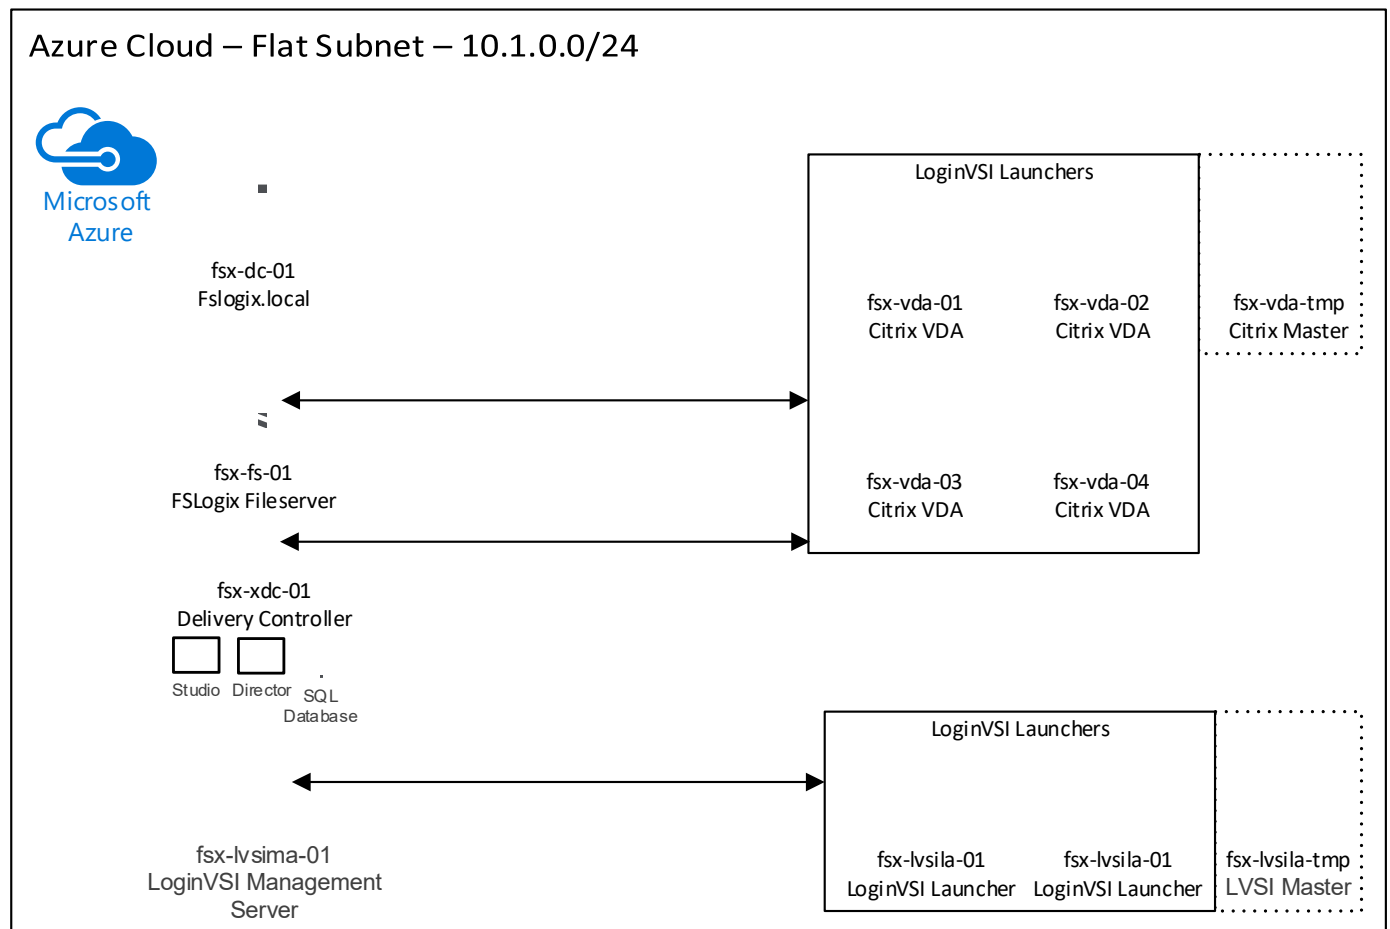 Azure Cloud – Flat Subnet – 10.1.0.0/24
Microsoft
Azure
fsx-dc-01
Fslogix.local
fsx-fs-01
FSLogix Fileserver
fsx-xdc-01
Delivery Controller
Studio
Director
SQL
Database
fsx-lvsima-01
LoginVSI Management
Server
LoginVSI Launchers
fsx-vda-01
Citrix VDA
fsx-vda-02
Citrix VDA
fsx-vda-tmp
Citrix Master
fsx-vda-03
Citrix VDA
fsx-vda-04
Citrix VDA
LoginVSI Launchers
fsx-lvsila-01
LoginVSI Launcher
fsx-lvsila-01
LoginVSI Launcher
fsx-lvsila-tmp
LVSI Master